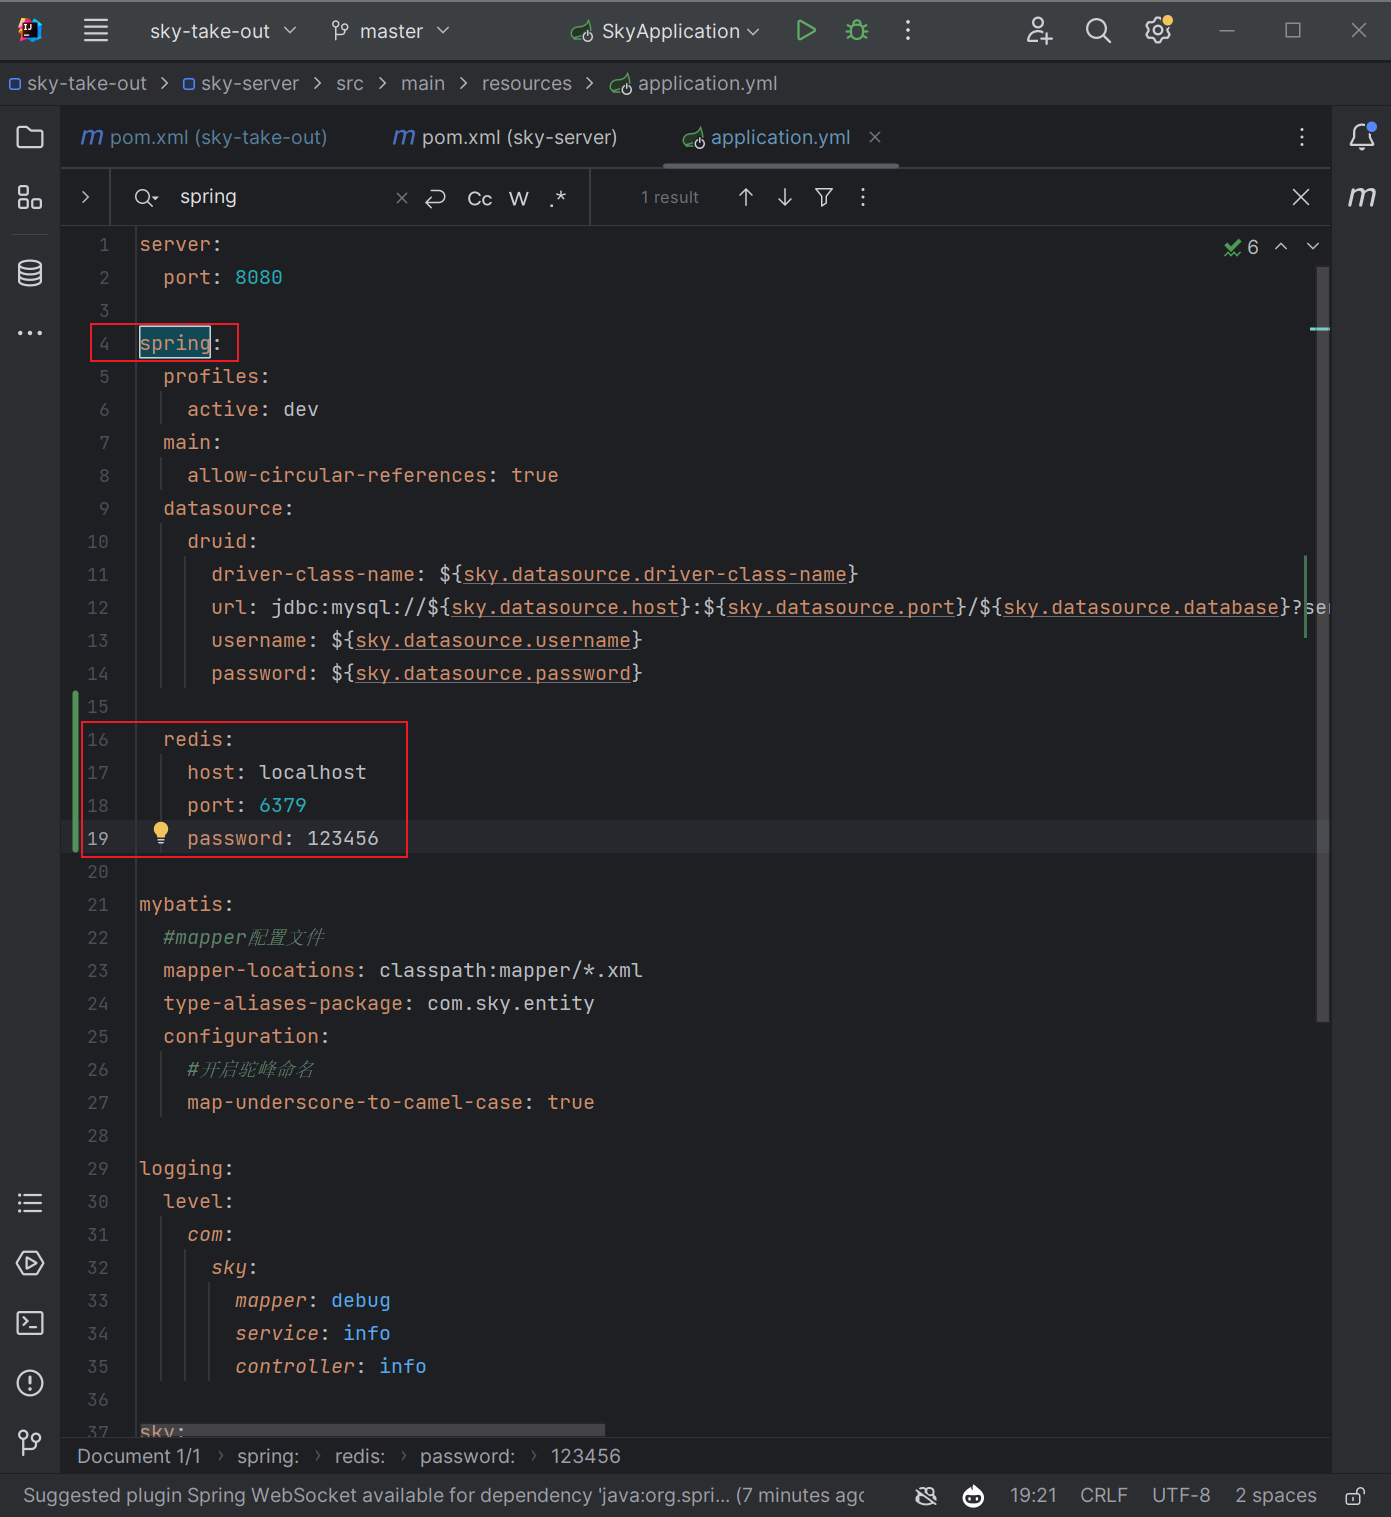 sky-take-out master SkyApplication
sky-take-out sky-server src main resources application.yml
m pom.xml (sky-take-out) m pom.xml (sky-server) application.yml
spring Cc W .* 1 result
m
6
1 server:
2 port: 8080
3
4 spring:
5 profiles:
6 active: dev
7 main:
8 allow-circular-references: true
9 datasource:
10 druid:
11 driver-class-name: ${sky.datasource.driver-class-name}
12 url: jdbc:mysql://${sky.datasource.host}:${sky.datasource.port}/${sky.datasource.database}?ser
13 username: ${sky.datasource.username}
14 password: ${sky.datasource.password}
15
16 redis:
17 host: localhost
18 port: 6379
19 password: 123456
20
21 mybatis:
22 #mapper配置文件
23 mapper-locations: classpath:mapper/*.xml
24 type-aliases-package: com.sky.entity
25 configuration:
26 #开启驼峰命名
27 map-underscore-to-camel-case: true
28
29 logging:
30 level:
31 com:
32 sky:
33 mapper: debug
34 service: info
35 controller: info
36
37 sky:
Document 1/1 spring: redis: password: 123456
Suggested plugin Spring WebSocket available for dependency 'java:org.spri... (7 minutes ago 19:21 CRLF UTF-8 2 spaces